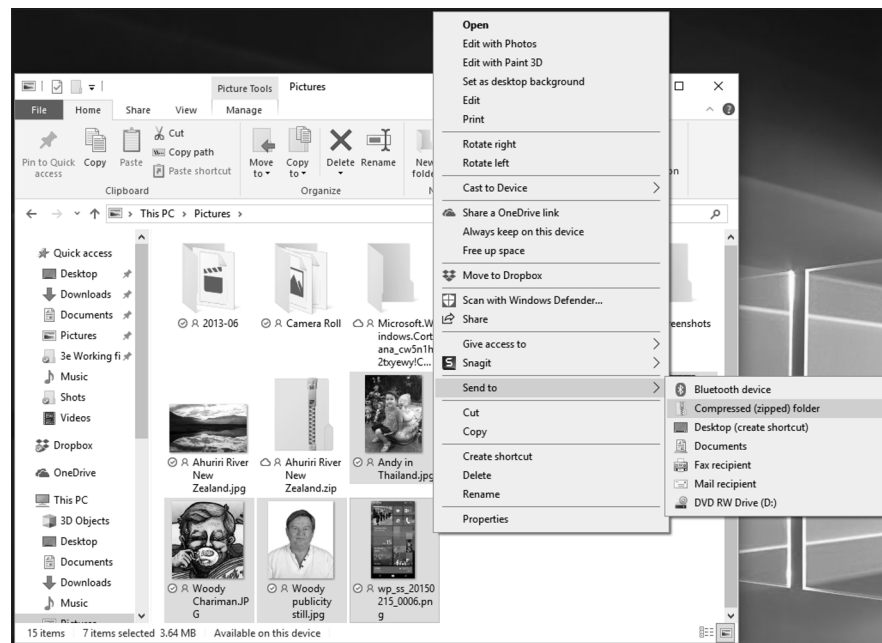 Picture Tools
Pictures
File
Home
Share
View
Manage
Pin to Quick
access
Copy
Paste
Cut
Copy path
Paste shortcut
Move
to
Copy
to
Delete
Rename
New
folde
on
Clipboard
Organize
N
This PC > Pictures >
Quick access
Desktop
Downloads
Documents
Pictures
3e Working fi
Music
Shots
Videos
Dropbox
OneDrive
This PC
3D Objects
Desktop
Documents
Downloads
Music
Pictures
2013-06
Camera Roll
Microsoft.W
indows.Cort
ana_cw5n1h
2txyewy!C...
eenshots
Ahuriri River
New
Zealand.jpg
Ahuriri River
New
Zealand.zip
Andy in
Thailand.jpg
Woody
Chariman.JP
G
Woody
publicity
still.jpg
wp_ss_20150
215_0006.pn
g
15 items
7 items selected 3.64 MB
Available on this device
Open
Edit with Photos
Edit with Paint 3D
Set as desktop background
Edit
Print
Rotate right
Rotate left
Cast to Device
Share a OneDrive link
Always keep on this device
Free up space
Move to Dropbox
Scan with Windows Defender...
Share
Give access to
S Snagit
Send to
Cut
Copy
Create shortcut
Delete
Rename
Properties
Bluetooth device
Compressed (zipped) folder
Desktop (create shortcut)
Documents
Fax recipient
Mail recipient
DVD RW Drive (D:)